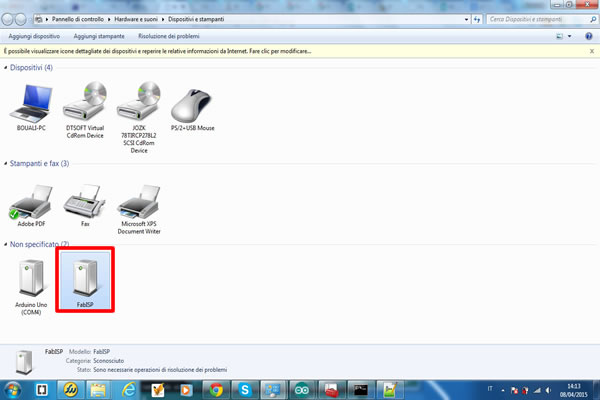 Pannello di controllo ▸ Hardware e suoni ▸ Dispositivi e stampanti
Cerca Dispositivi e stampanti
Aggiungi dispositivo Aggiungi stampante Risoluzione dei problemi
È possibile visualizzare icone dettagliate dei dispositivi e reperire le relative informazioni da Internet. Fare clic per modificare...
Dispositivi (4)
BOUALI-PC
DTSOFT Virtual
CdRom Device
JOZK
78TIRCP278L2
SCSI CdRom
Device
PS/2+USB Mouse
Stampanti e fax (3)
Adobe PDF
Fax
Microsoft XPS
Document Writer
Non specificato (2)
Arduino Uno
(COM4)
FabISP
FabISP Modello: FabISP
Categoria: Sconosciuto
Stato: Sono necessarie operazioni di risoluzione dei problemi
IT
14:13
08/04/2015